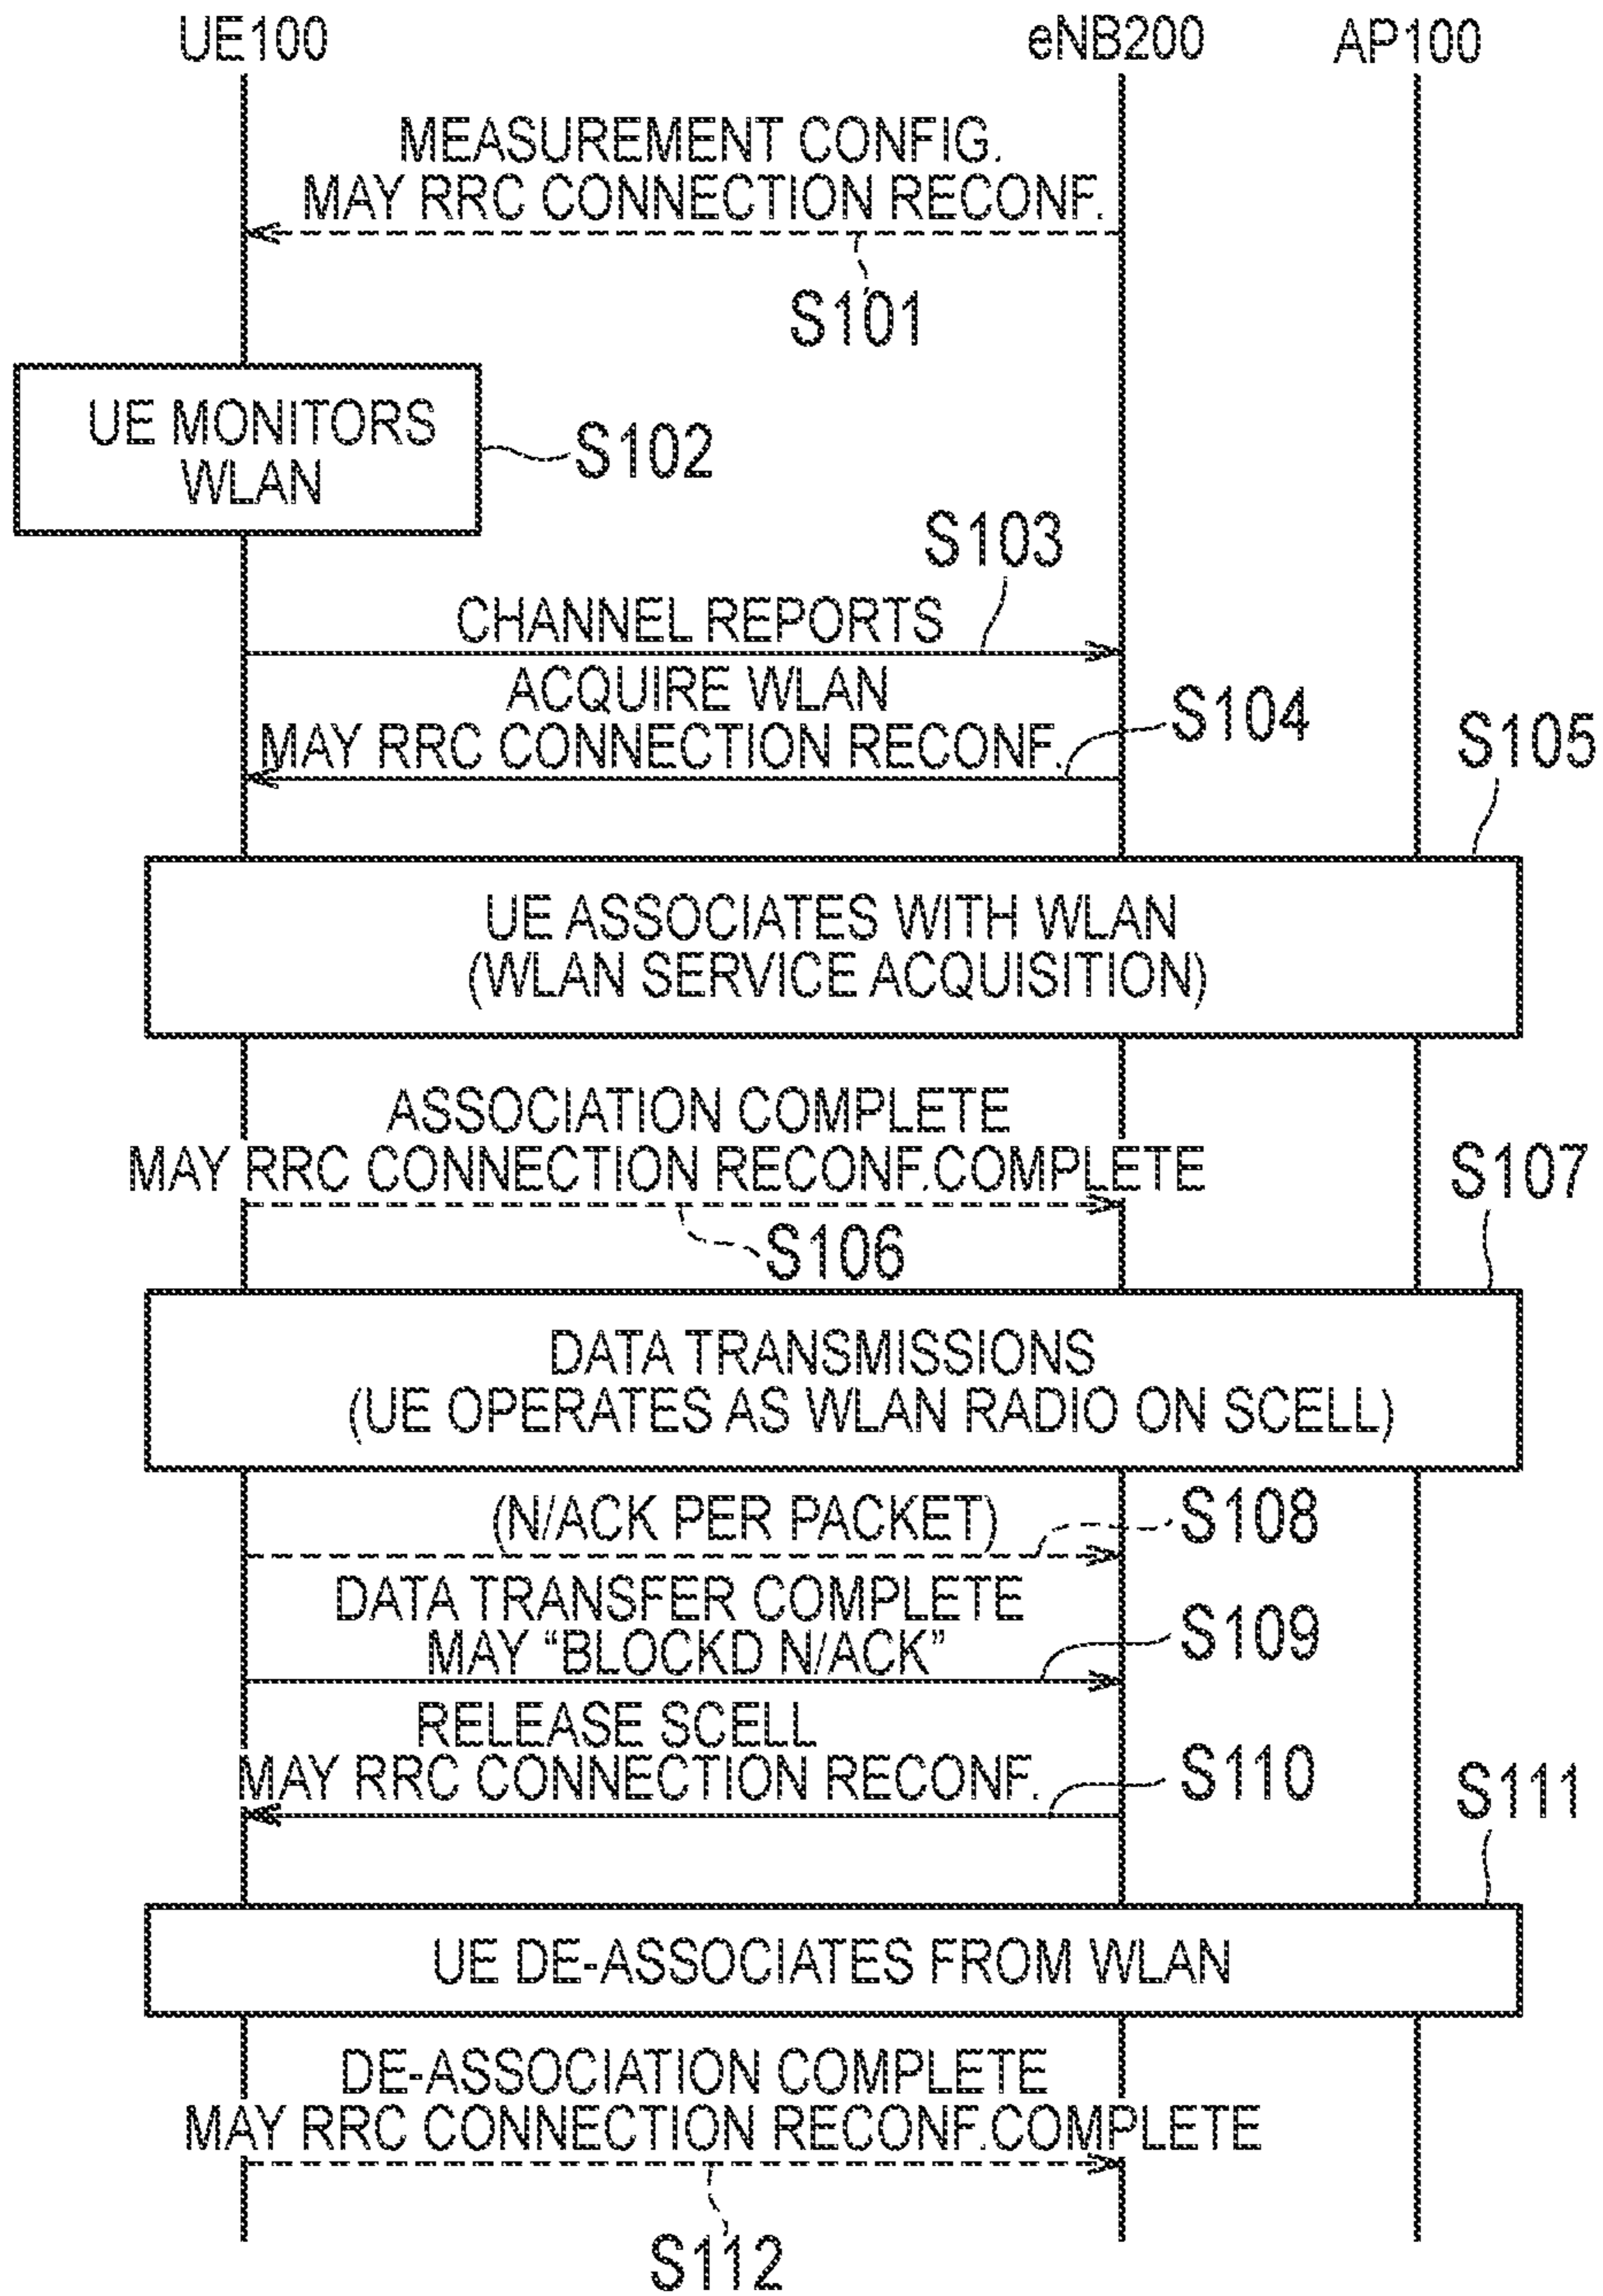 UE100
eNB200
AP100
MEASUREMENT CONFIG.
MAY RRC CONNECTION RECONF.
S101
UE MONITORS
WLAN
S102
S103
CHANNEL REPORTS
ACQUIRE WLAN
MAY RRC CONNECTION RECONF.
S104
S105
UE ASSOCIATES WITH WLAN
(WLAN SERVICE ACQUISITION)
ASSOCIATION COMPLETE
MAY RRC CONNECTION RECONF.COMPLETE
S106
S107
DATA TRANSMISSIONS
(UE OPERATES AS WLAN RADIO ON SCELL)
(N/ACK PER PACKET)
S108
DATA TRANSFER COMPLETE
MAY “BLOCKD N/ACK”
S109
RELEASE SCELL
MAY RRC CONNECTION RECONF.
S110
S111
UE DE-ASSOCIATES FROM WLAN
DE-ASSOCIATION COMPLETE
MAY RRC CONNECTION RECONF.COMPLETE
S112